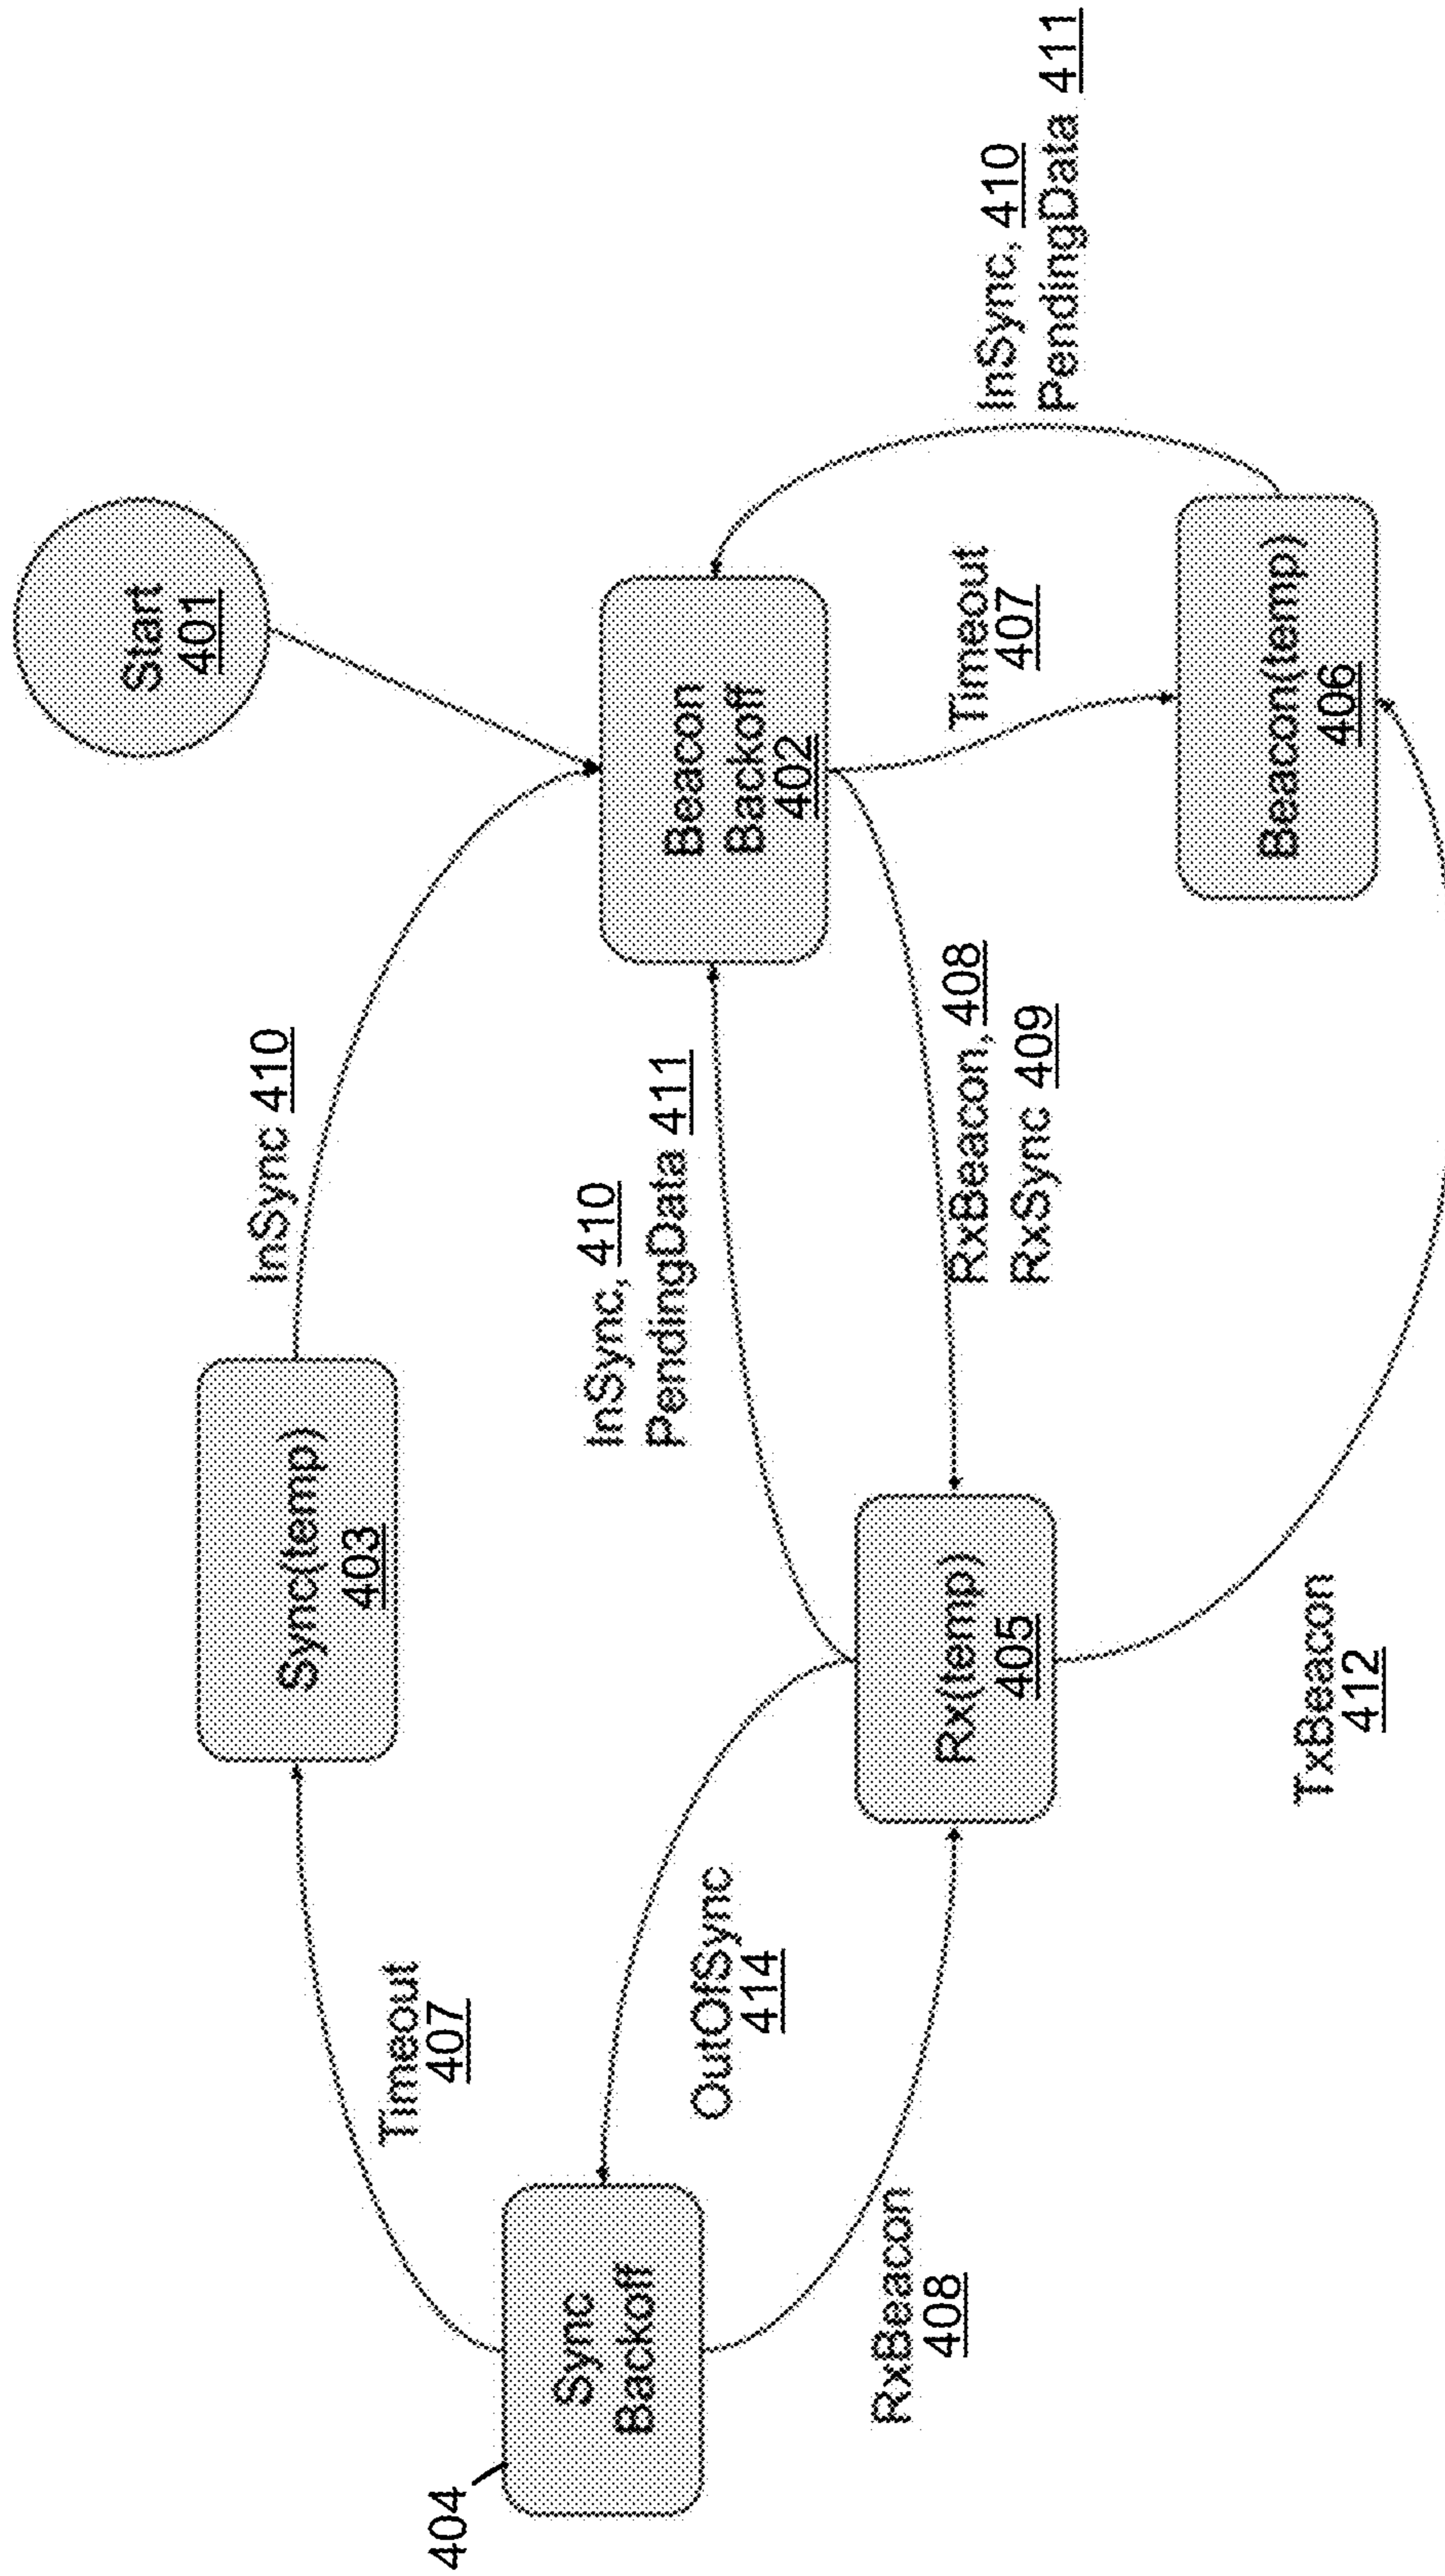 Start
401
InSync 410
Sync(temp)
403
Timeout
407
404
Sync
Backoff
Beacon
Backoff
402
InSync, 410
PendingData 411
OutOfSync
414
RxBeacon
408
Rx(temp)
405
RxBeacon, 408
RxSync 409
Timeout
407
InSync, 410
PendingData 411
Beacon(temp)
406
TxBeacon
412